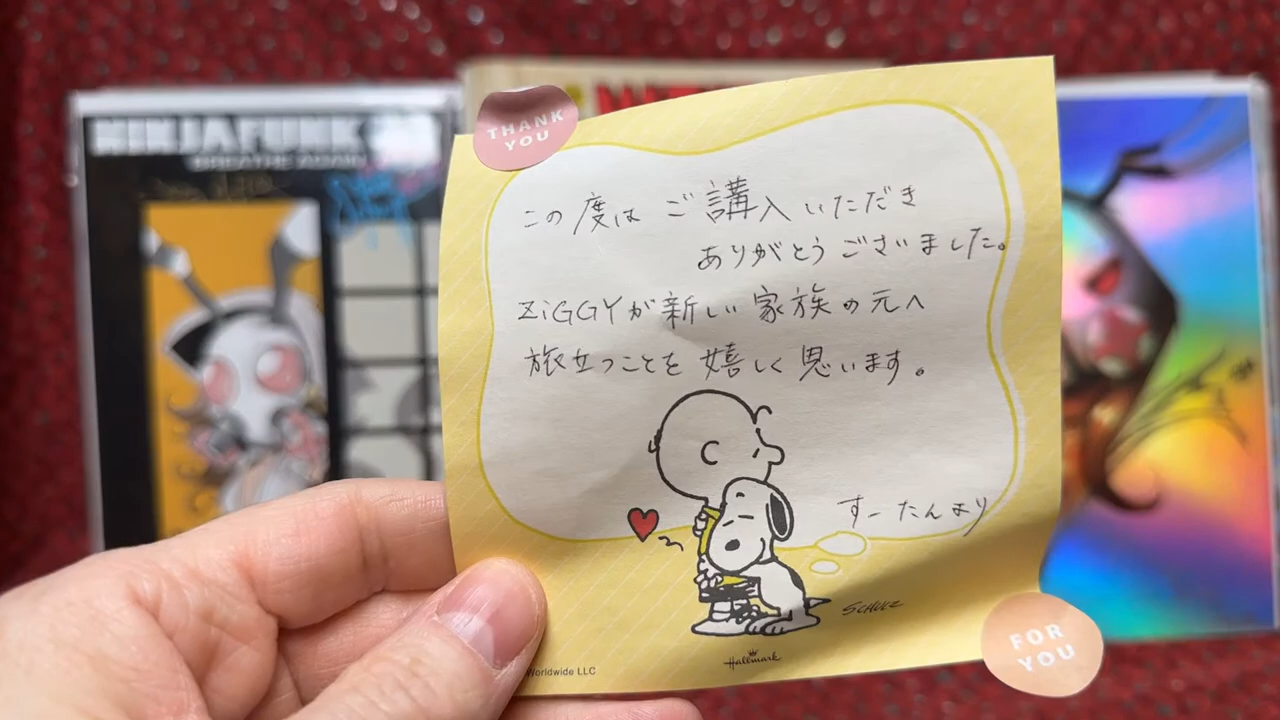 NINJAFUNK
BREATHE AGAIN
THANK
YOU
この度は ご講入いただき
ありがとうございました。
ZiGGYが新しい家族の元へ
旅立つことを嬉しく思います。
すーたんより
SCHULZ
Hallmark
Worldwide LLC
FOR
YOU